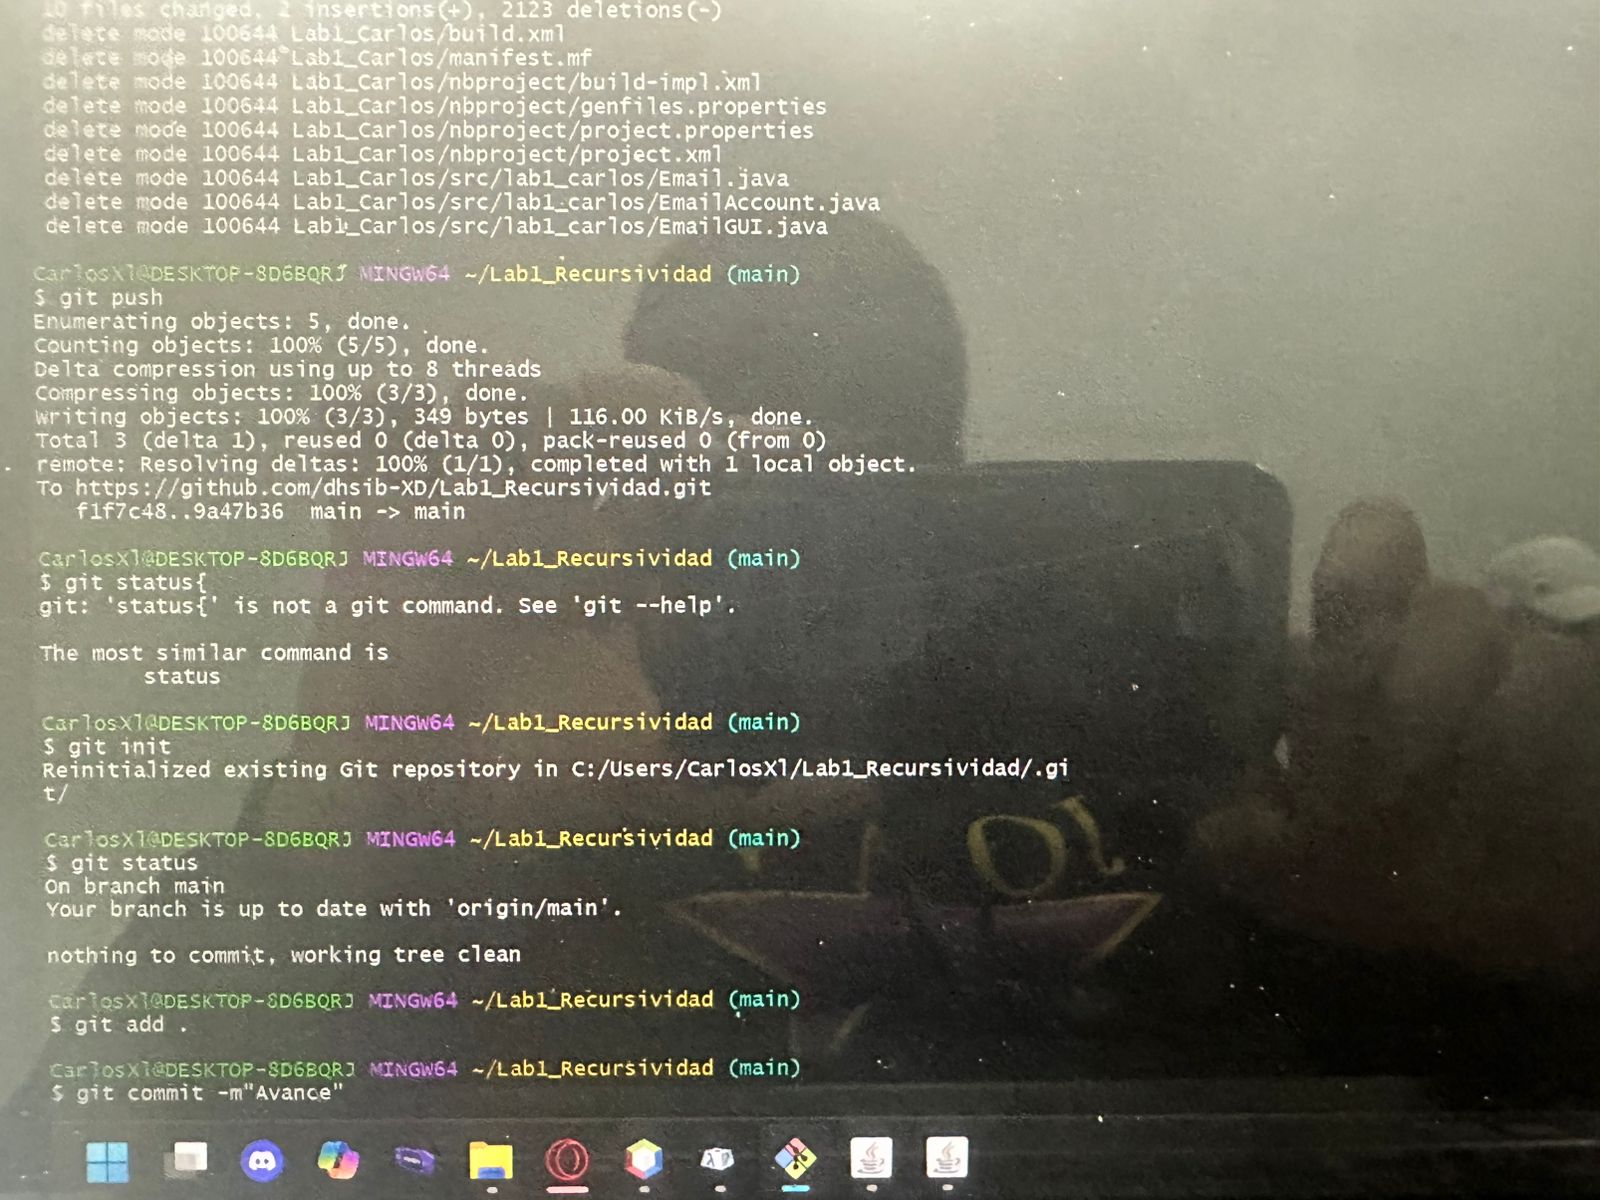 10 files changed, 2 insertions(+), 2123 deletions(-)
delete mode 100644 Lab1_Carlos/build.xml
delete mode 100644 Lab1_Carlos/manifest.mf
delete mode 100644 Lab1_Carlos/nbproject/build-impl.xml
delete mode 100644 Lab1_Carlos/nbproject/genfiles.properties
delete mode 100644 Lab1_Carlos/nbproject/project.properties
delete mode 100644 Lab1_Carlos/nbproject/project.xml
delete mode 100644 Lab1_Carlos/src/lab1_carlos/Email.java
delete mode 100644 Lab1_Carlos/src/lab1_carlos/EmailAccount.java
delete mode 100644 Lab1_Carlos/src/lab1_carlos/EmailGUI.java
CarlosXl@DESKTOP-8D6BQRJ MINGW64 ~/Lab1_Recursividad (main)
$ git push
Enumerating objects: 5, done.
Counting objects: 100% (5/5), done.
Delta compression using up to 8 threads
Compressing objects: 100% (3/3), done.
Writing objects: 100% (3/3), 349 bytes | 116.00 KiB/s, done.
Total 3 (delta 1), reused 0 (delta 0), pack-reused 0 (from 0)
remote: Resolving deltas: 100% (1/1), completed with 1 local object.
To https://github.com/dhsib-XD/Lab1_Recursividad.git
f1f7c48..9a47b36  main -> main
CarlosXl@DESKTOP-8D6BQRJ MINGW64 ~/Lab1_Recursividad (main)
$ git status{
git: 'status{' is not a git command. See 'git --help'.
The most similar command is
status
CarlosXl@DESKTOP-8D6BQRJ MINGW64 ~/Lab1_Recursividad (main)
$ git init
Reinitialized existing Git repository in C:/Users/CarlosXl/Lab1_Recursividad/.gi
t/
CarlosXl@DESKTOP-8D6BQRJ MINGW64 ~/Lab1_Recursividad (main)
$ git status
On branch main
Your branch is up to date with 'origin/main'.
nothing to commit, working tree clean
CarlosXl@DESKTOP-8D6BQRJ MINGW64 ~/Lab1_Recursividad (main)
$ git add .
CarlosXl@DESKTOP-8D6BQRJ MINGW64 ~/Lab1_Recursividad (main)
$ git commit -m"Avance"